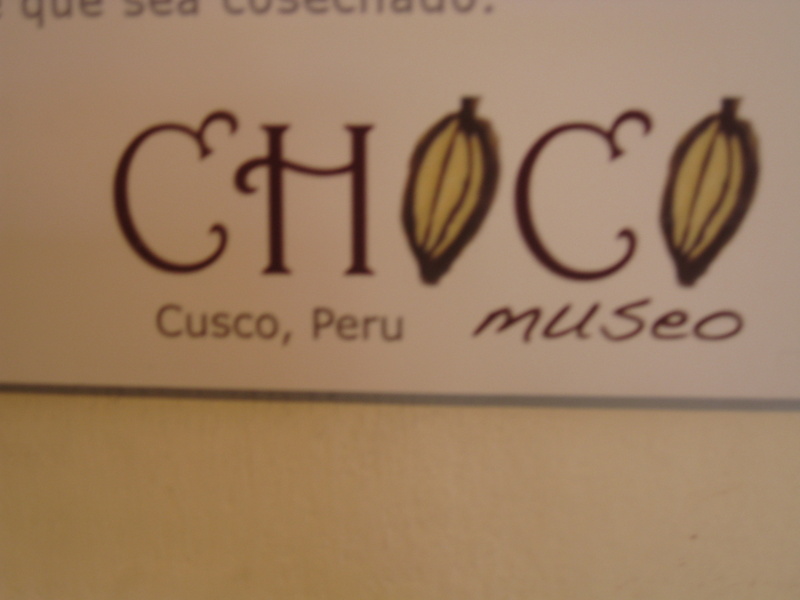 que sea cosechado.
CHOCO
Cusco, Peru museo